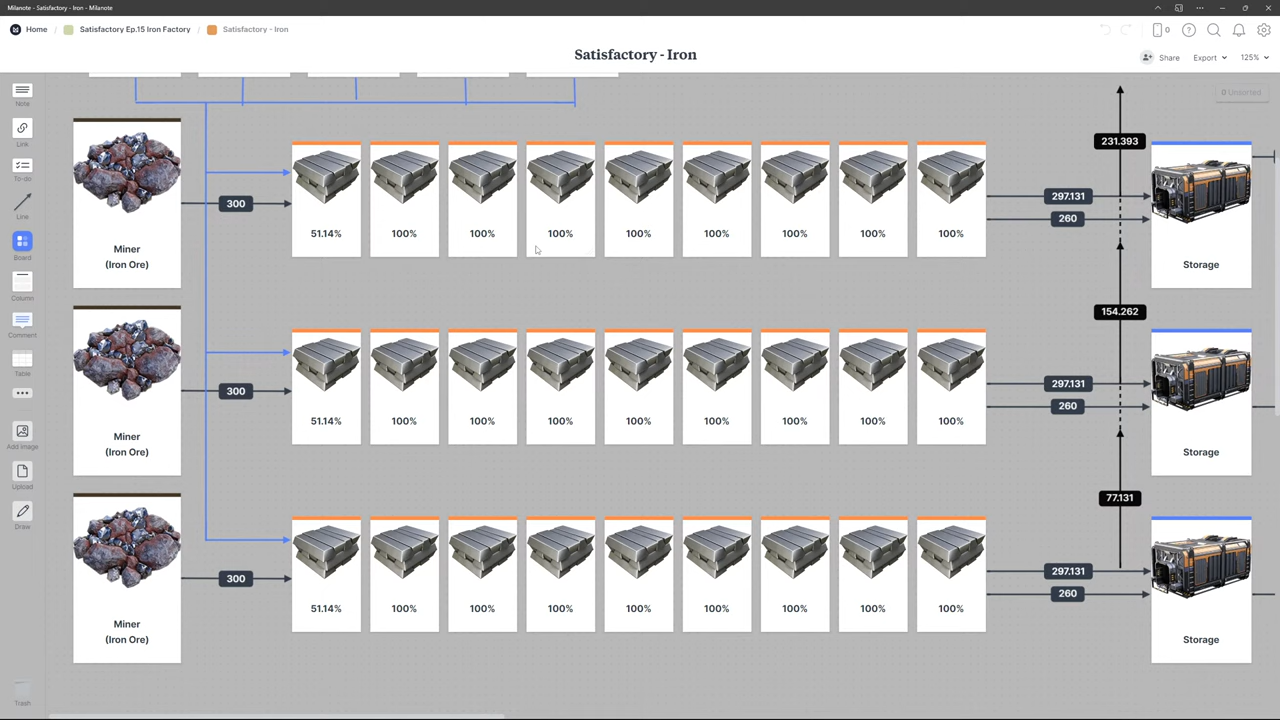 Milanote - Satisfactory - Iron - Milanote
Home / Satisfactory Ep.15 Iron Factory / Satisfactory - Iron
0
Satisfactory - Iron
Share
Export
125%
0 Unsorted
Note
Link
To-do
Line
Board
Column
Comment
Table
Add image
Upload
Draw
Trash
231.393
300
297.131
260
51.14% 100% 100% 100% 100% 100% 100% 100% 100%
Miner
(Iron Ore)
Storage
154.262
300
297.131
260
51.14% 100% 100% 100% 100% 100% 100% 100% 100%
Miner
(Iron Ore)
Storage
77.131
300
297.131
260
51.14% 100% 100% 100% 100% 100% 100% 100% 100%
Miner
(Iron Ore)
Storage